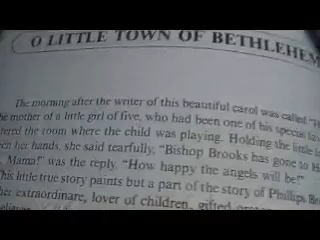 O LITTLE TOWN OF BETHLEHEM
The morning after the writer of this beautiful carol was called
the mother of a little girl of five, who had been one of his special
entered the room where the child was playing. Holding the little
her hands, she said tearfully, "Bishop Brooks has gone to
Mama!" was the reply. "How happy the angels will be!"
This little true story paints but a part of the story of Phillips
extraordinare, lover of children, gifted